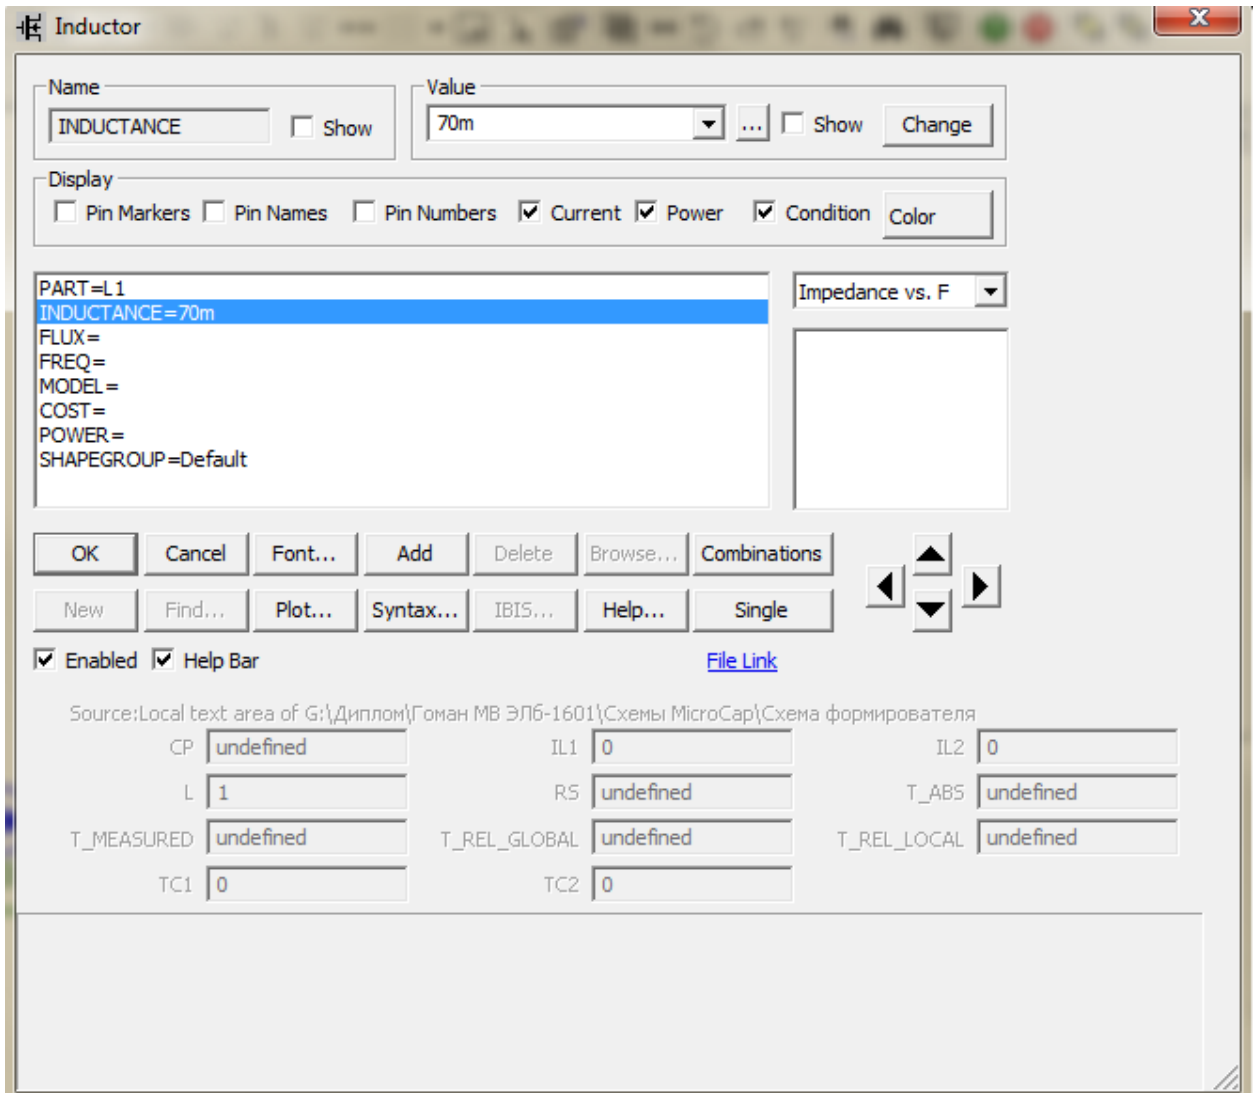 Inductor
Name
INDUCTANCE
Show
Value
70m
...
Show
Change
Display
Pin Markers Pin Names Pin Numbers Current Power Condition Color
PART=L1
INDUCTANCE=70m
FLUX=
FREQ=
MODEL=
COST=
POWER=
SHAPEGROUP=Default
Impedance vs. F
OK Cancel Font... Add Delete Browse... Combinations
New Find... Plot... Syntax... IBIS... Help... Single
Enabled Help Bar File Link
Source:Local text area of G:\Диплом\Гоман МВ ЭЛб-1601\Схемы MicroCap\Схема формирователя
CP undefined IL1 0 IL2 0
L 1 RS undefined T_ABS undefined
T_MEASURED undefined T_REL_GLOBAL undefined T_REL_LOCAL undefined
TC1 0 TC2 0